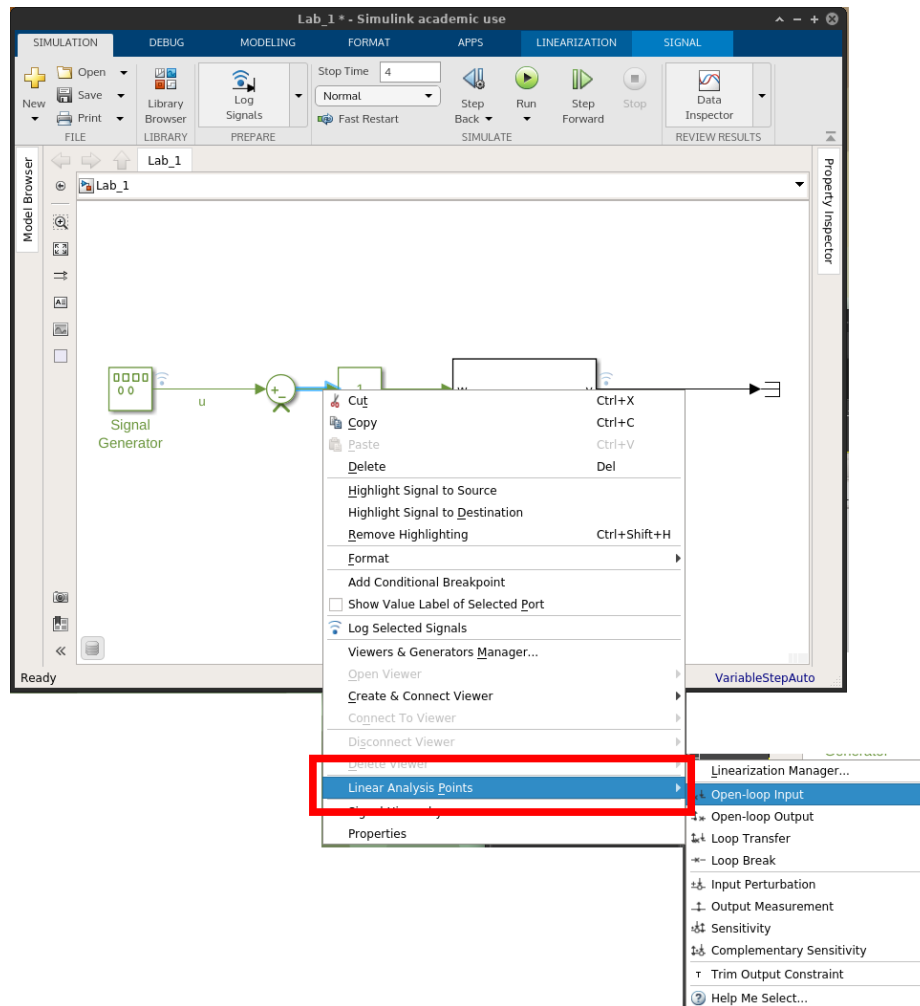 Lab_1 * - Simulink academic use
SIMULATION DEBUG MODELING FORMAT APPS LINEARIZATION SIGNAL
New
Open
Save
Print
FILE
Library Browser
LIBRARY
Log Signals
PREPARE
Stop Time 4
Normal
Fast Restart
Step Back
Run
Step Forward
Stop
SIMULATE
Data Inspector
REVIEW RESULTS
Model Browser
Lab_1
Lab_1
Property Inspector
u
Signal
Generator
1
Cut Ctrl+X
Copy Ctrl+C
Paste Ctrl+V
Delete Del
Highlight Signal to Source
Highlight Signal to Destination
Remove Highlighting Ctrl+Shift+H
Format
Add Conditional Breakpoint
Show Value Label of Selected Port
Log Selected Signals
Viewers & Generators Manager...
Open Viewer
Create & Connect Viewer
Connect To Viewer
Disconnect Viewer
Delete Viewer
Linear Analysis Points
Signal Hierarchy
Properties
Ready VariableStepAuto
Generator
Linearization Manager...
Open-loop Input
Open-loop Output
Loop Transfer
Loop Break
Input Perturbation
Output Measurement
Sensitivity
Complementary Sensitivity
Trim Output Constraint
Help Me Select...